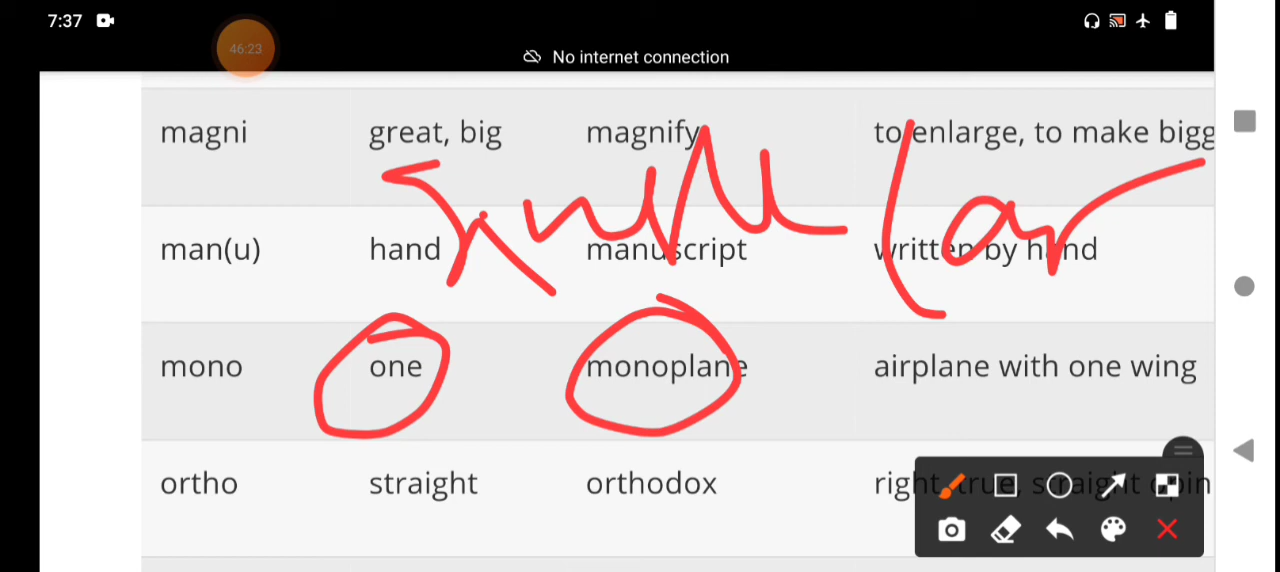 7:37
46:23
No internet connection
magni great, big magnify to enlarge, to make bigg
man(u) hand manuscript written by hand
mono one monoplane airplane with one wing
ortho straight orthodox right, true, straight opin